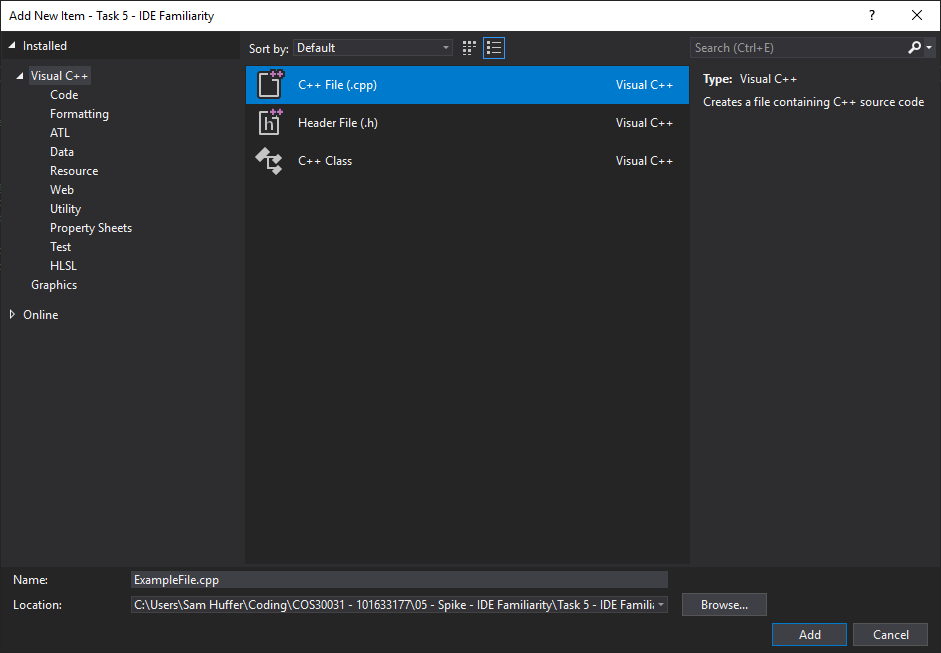 Add New Item - Task 5 - IDE Familiarity
?
Installed
Sort by: Default
Search (Ctrl+E)
Visual C++
Code
Formatting
ATL
Data
Resource
Web
Utility
Property Sheets
Test
HLSL
Graphics
Online
C++ File (.cpp) Visual C++
Header File (.h) Visual C++
C++ Class Visual C++
Type: Visual C++
Creates a file containing C++ source code
Name: ExampleFile.cpp
Location: C:\Users\Sam Huffer\Coding\COS30031 - 101633177\05 - Spike - IDE Familiarity\Task 5 - IDE Famili
Browse...
Add Cancel